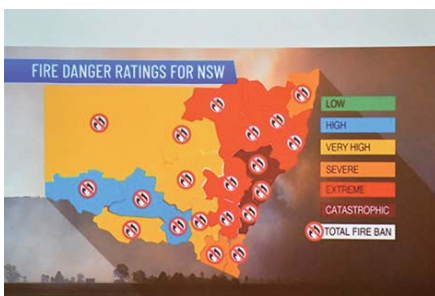 FIRE DANGER RATINGS FOR NSW
LOW
HIGH
VERY HIGH
SEVERE
EXTREME
CATASTROPHIC
TOTAL FIRE BAN